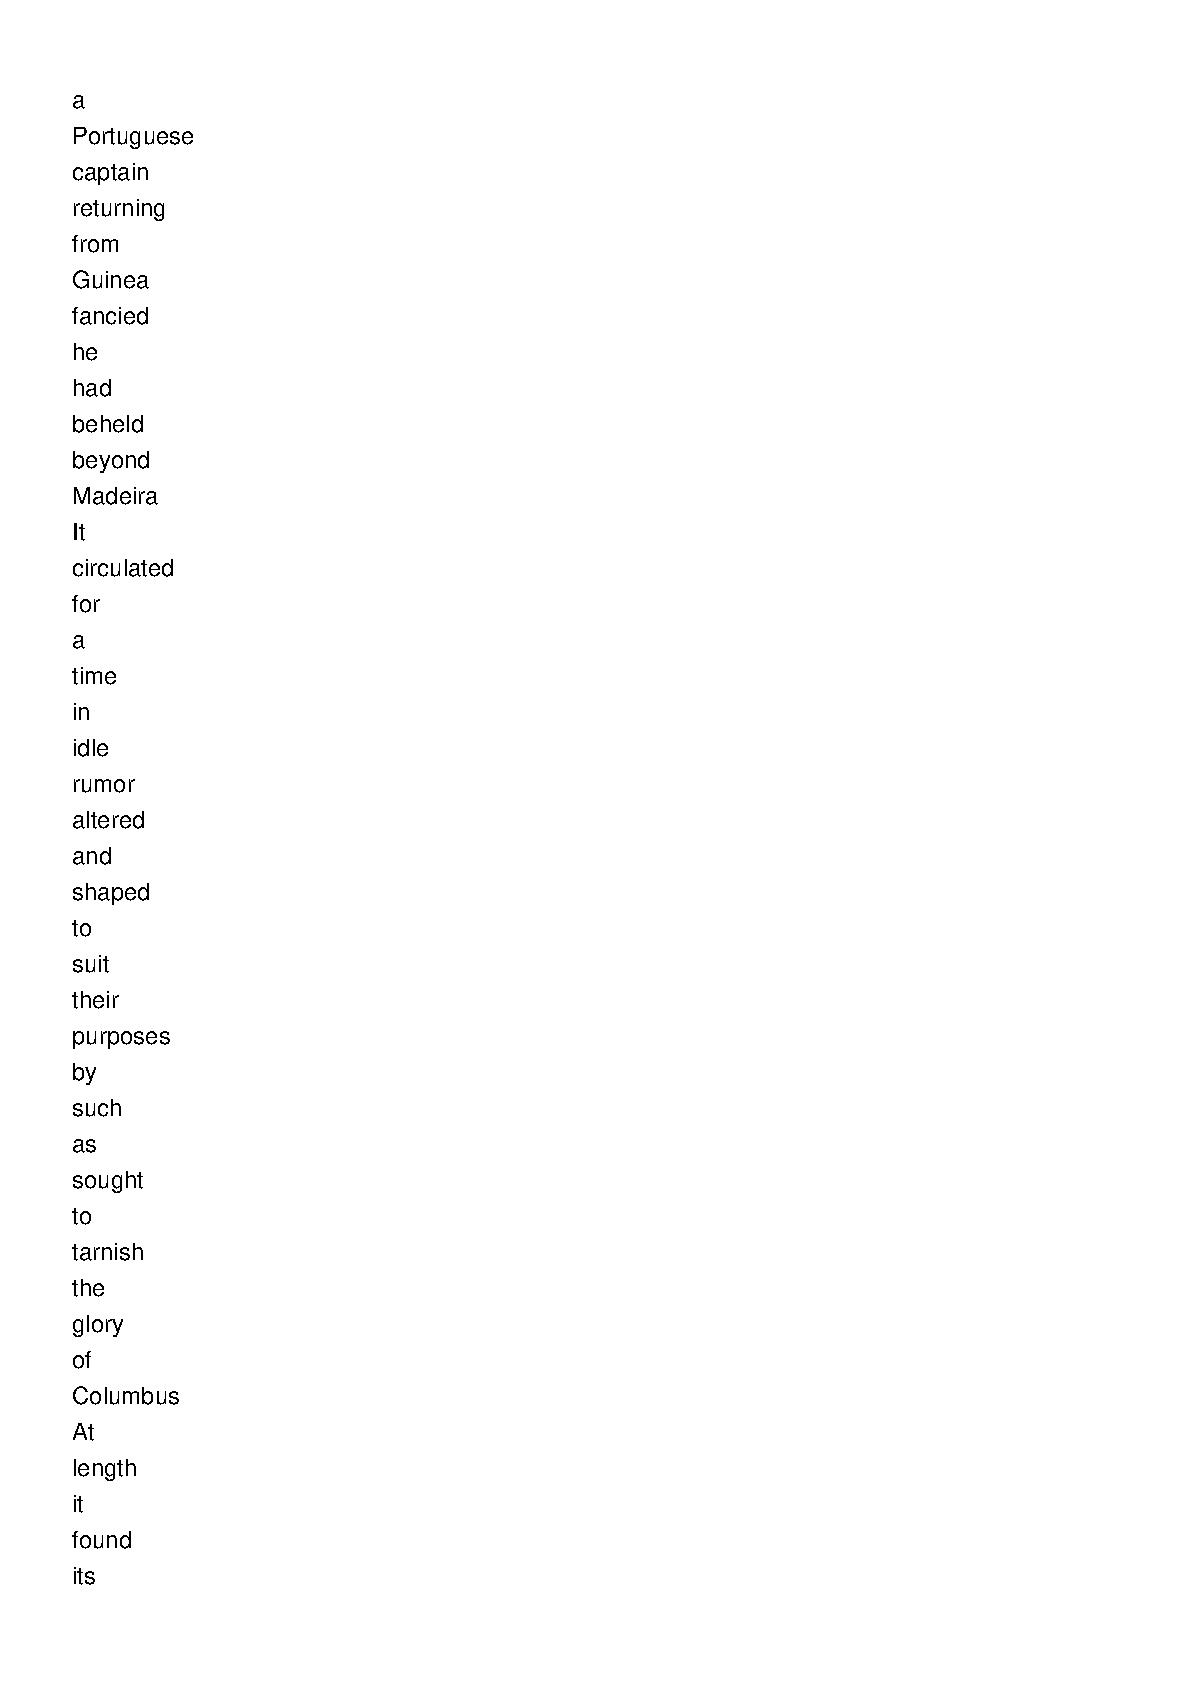 a
Portuguese
captain
returning
from
Guinea
fancied
he
had
beheld
beyond
Madeira
It
circulated
for
a
time
in
idle
rumor
altered
and
shaped
to
suit
their
purposes
by
such
as
sought
to
tarnish
the
glory
of
Columbus
At
length
it
found
its